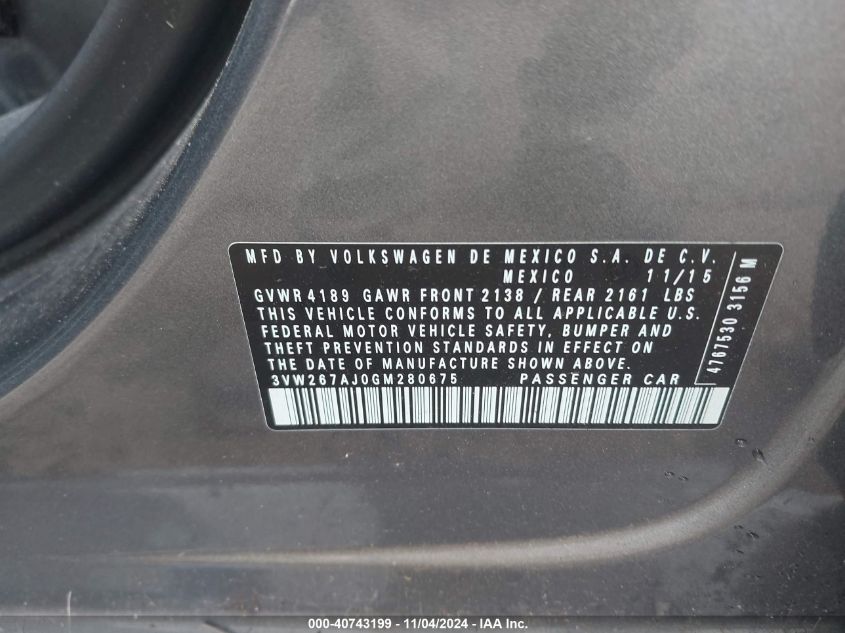 MFD BY VOLKSWAGEN DE MEXICO S.A. DE C.V.
MEXICO 11/15
GVWR 4189 GAWR FRONT 2138 / REAR 2161 LBS
THIS VEHICLE CONFORMS TO ALL APPLICABLE U.S.
FEDERAL MOTOR VEHICLE SAFETY, BUMPER AND
THEFT PREVENTION STANDARDS IN EFFECT ON
THE DATE OF MANUFACTURE SHOWN ABOVE.
3VW267AJ0GM280675 PASSENGER CAR
4767530 3156 M
000-40743199 - 11/04/2024 - IAA Inc.